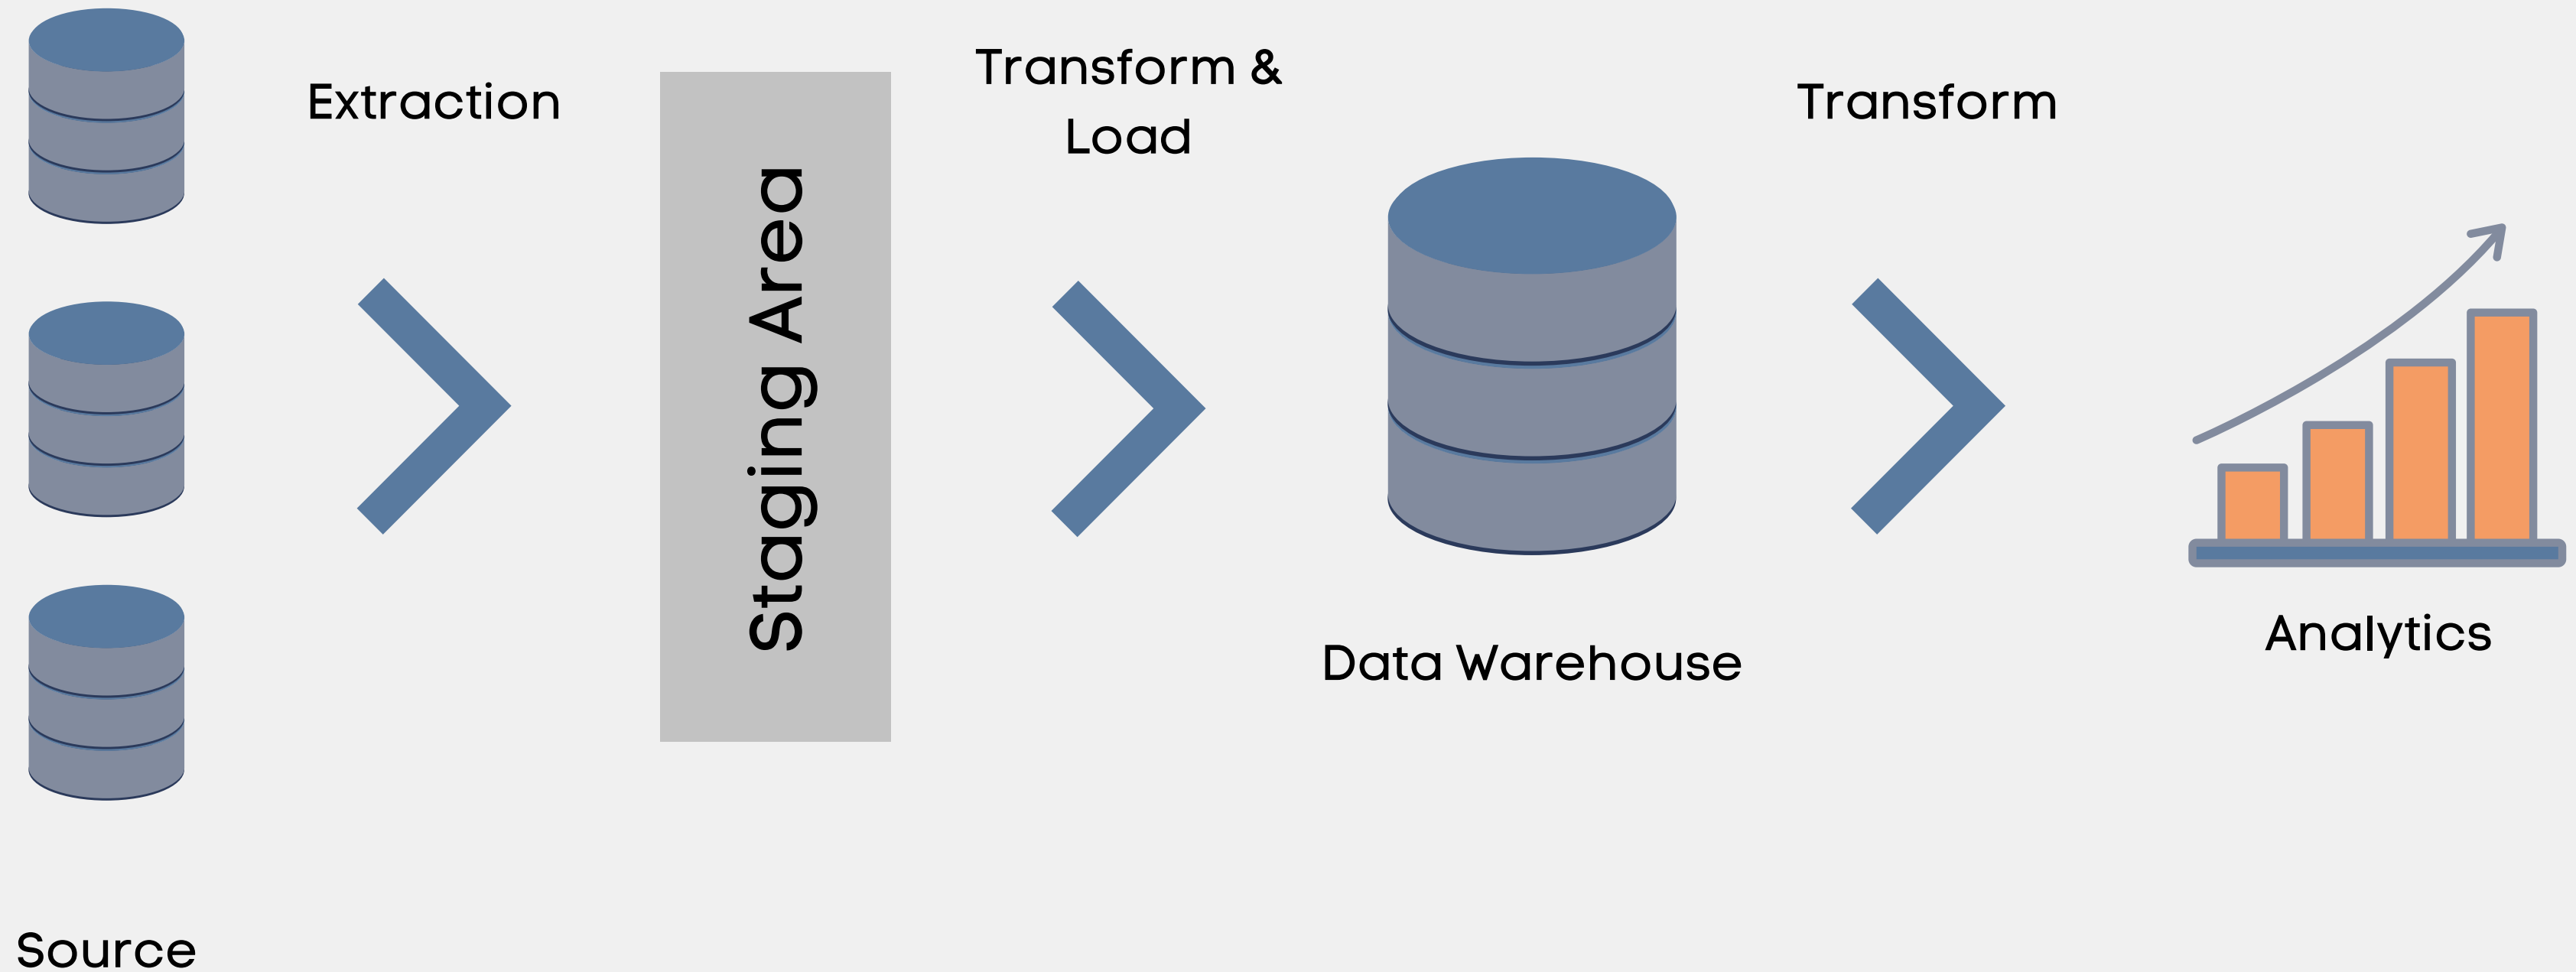 Extraction
Transform &
Load
Transform
Staging Area
Data Warehouse
Analytics
Source